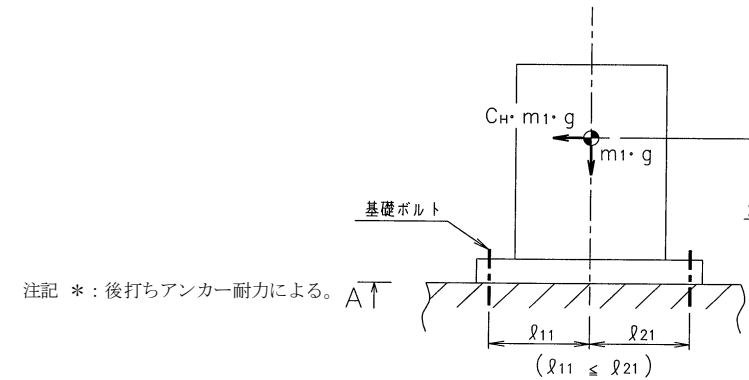 CH・m1・g
m1・g
基礎ボルト
注記 ＊：後打ちアンカー耐力による。
A
ℓ11
ℓ21
(ℓ11 ≦ ℓ21)